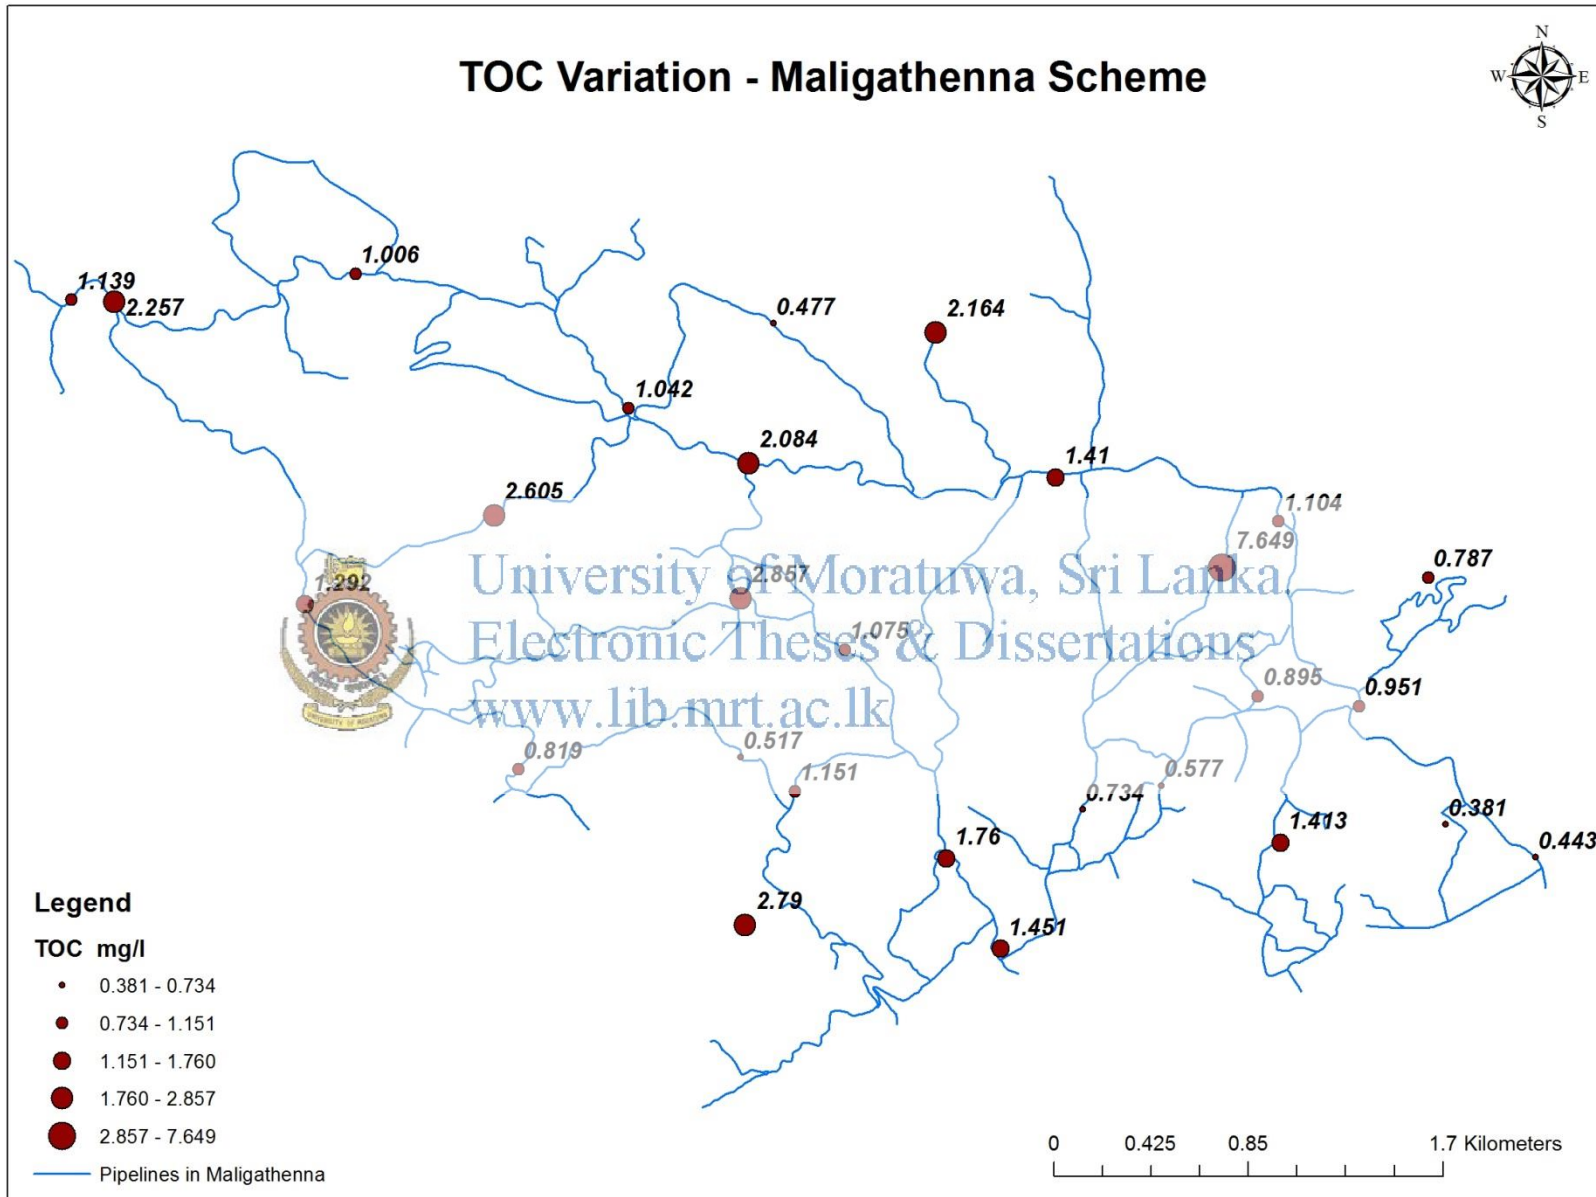 TOC Variation - Maligathenna Scheme
N
W
E
S
1.006
1.139
2.257
0.477
2.164
1.042
2.084
1.41
2.605
1.104
7.649
0.787
1.292
2.857
University of Moratuwa, Sri Lanka.
1.075
Electronic Theses & Dissertations
0.895
0.951
www.lib.mrt.ac.lk
0.819
0.517
1.151
0.577
0.734
0.381
1.413
0.443
1.76
2.79
1.451
UNIVERSITY OF MORATUWA
Legend
TOC mg/l
0.381 - 0.734
0.734 - 1.151
1.151 - 1.760
1.760 - 2.857
2.857 - 7.649
Pipelines in Maligathenna
0 0.425 0.85 1.7 Kilometers